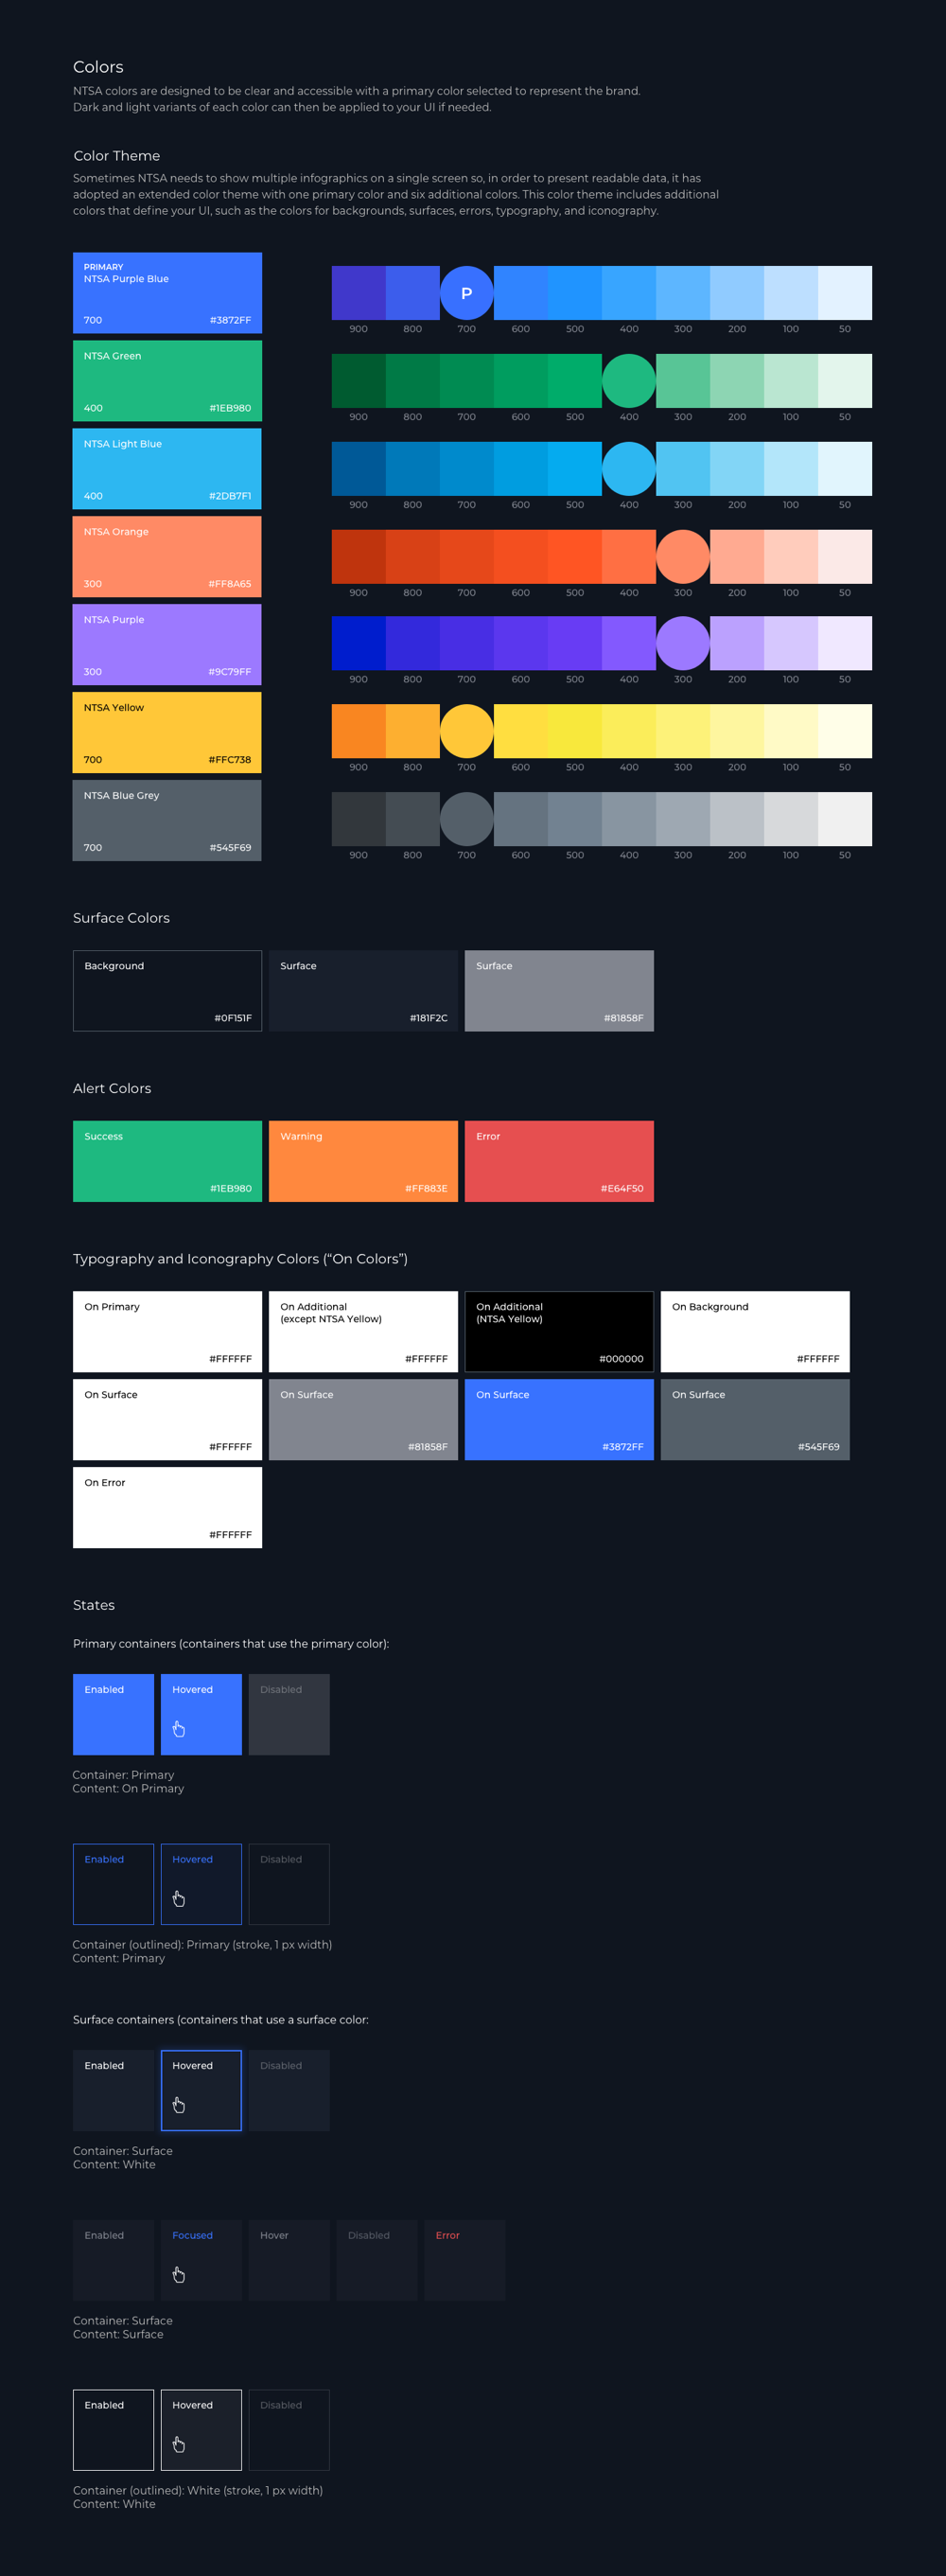 Colors
NTSA colors are designed to be clear and accessible with a primary color selected to represent the brand.
Dark and light variants of each color can then be applied to your UI if needed.
Color Theme
Sometimes NTSA needs to show multiple infographics on a single screen so, in order to present readable data, it has
adopted an extended color theme with one primary color and six additional colors. This color theme includes additional
colors that define your UI, such as the colors for backgrounds, surfaces, errors, typography, and iconography.
PRIMARY
NTSA Purple Blue
700 #3872FF
P
900 800 700 600 500 400 300 200 100 50
NTSA Green
400 #1EB980
900 800 700 600 500 400 300 200 100 50
NTSA Light Blue
400 #2DB7F1
900 800 700 600 500 400 300 200 100 50
NTSA Orange
300 #FF8A65
900 800 700 600 500 400 300 200 100 50
NTSA Purple
300 #9C79FF
900 800 700 600 500 400 300 200 100 50
NTSA Yellow
700 #FFC738
900 800 700 600 500 400 300 200 100 50
NTSA Blue Grey
700 #545F69
900 800 700 600 500 400 300 200 100 50
Surface Colors
Background Surface Surface
#0F151F #181F2C #81858F
Alert Colors
Success Warning Error
#1EB980 #FF883E #E64F50
Typography and Iconography Colors (“On Colors”)
On Primary On Additional On Additional On Background
(except NTSA Yellow) (NTSA Yellow)
#FFFFFF #FFFFFF #000000 #FFFFFF
On Surface On Surface On Surface On Surface
#FFFFFF #81858F #3872FF #545F69
On Error
#FFFFFF
States
Primary containers (containers that use the primary color):
Enabled Hovered Disabled
Container: Primary
Content: On Primary
Enabled Hovered Disabled
Container (outlined): Primary (stroke, 1 px width)
Content: Primary
Surface containers (containers that use a surface color:
Enabled Hovered Disabled
Container: Surface
Content: White
Enabled Focused Hover Disabled Error
Container: Surface
Content: Surface
Enabled Hovered Disabled
Container (outlined): White (stroke, 1 px width)
Content: White